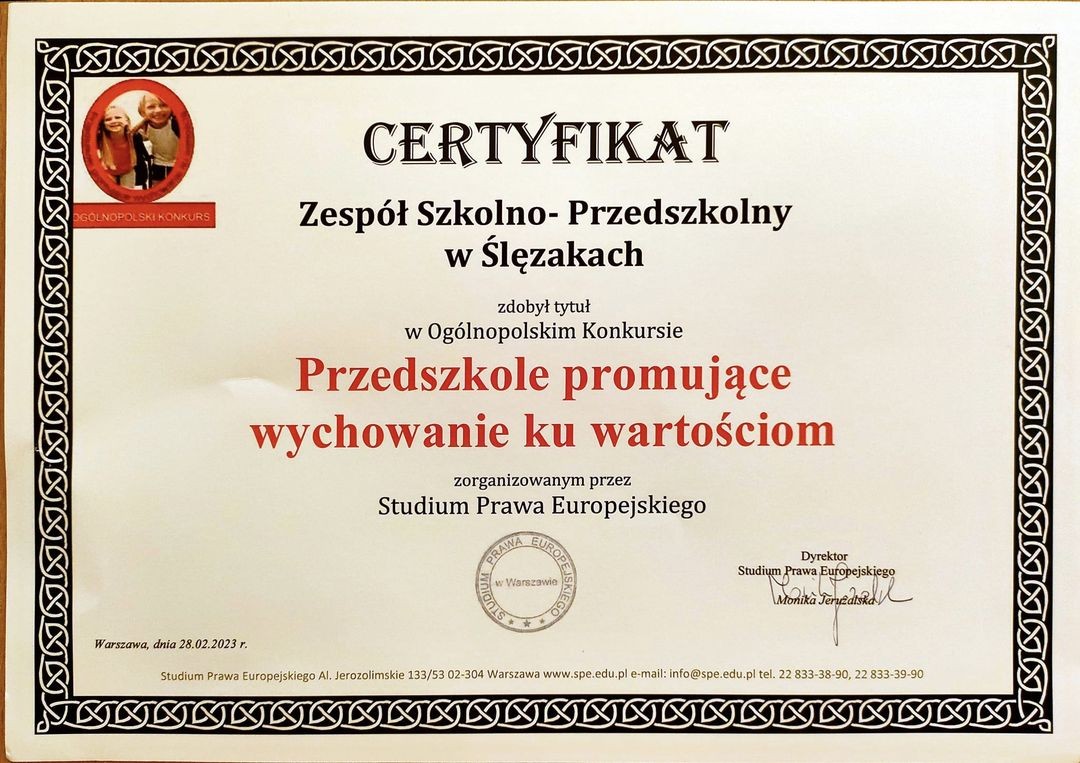 OGÓLNOPOLSKI KONKURS
CERTYFIKAT
Zespół Szkolno- Przedszkolny
w Ślęzakach
zdobył tytuł
w Ogólnopolskim Konkursie
Przedszkole promujące
wychowanie ku wartościom
zorganizowanym przez
Studium Prawa Europejskiego
STUDIUM PRAWA EUROPEJSKIEGO
w Warszawie
Dyrektor
Studium Prawa Europejskiego
Monika Jeruzalska
Warszawa, dnia 28.02.2023 r.
Studium Prawa Europejskiego Al. Jerozolimskie 133/53 02-304 Warszawa www.spe.edu.pl e-mail: info@spe.edu.pl tel. 22 833-38-90, 22 833-39-90